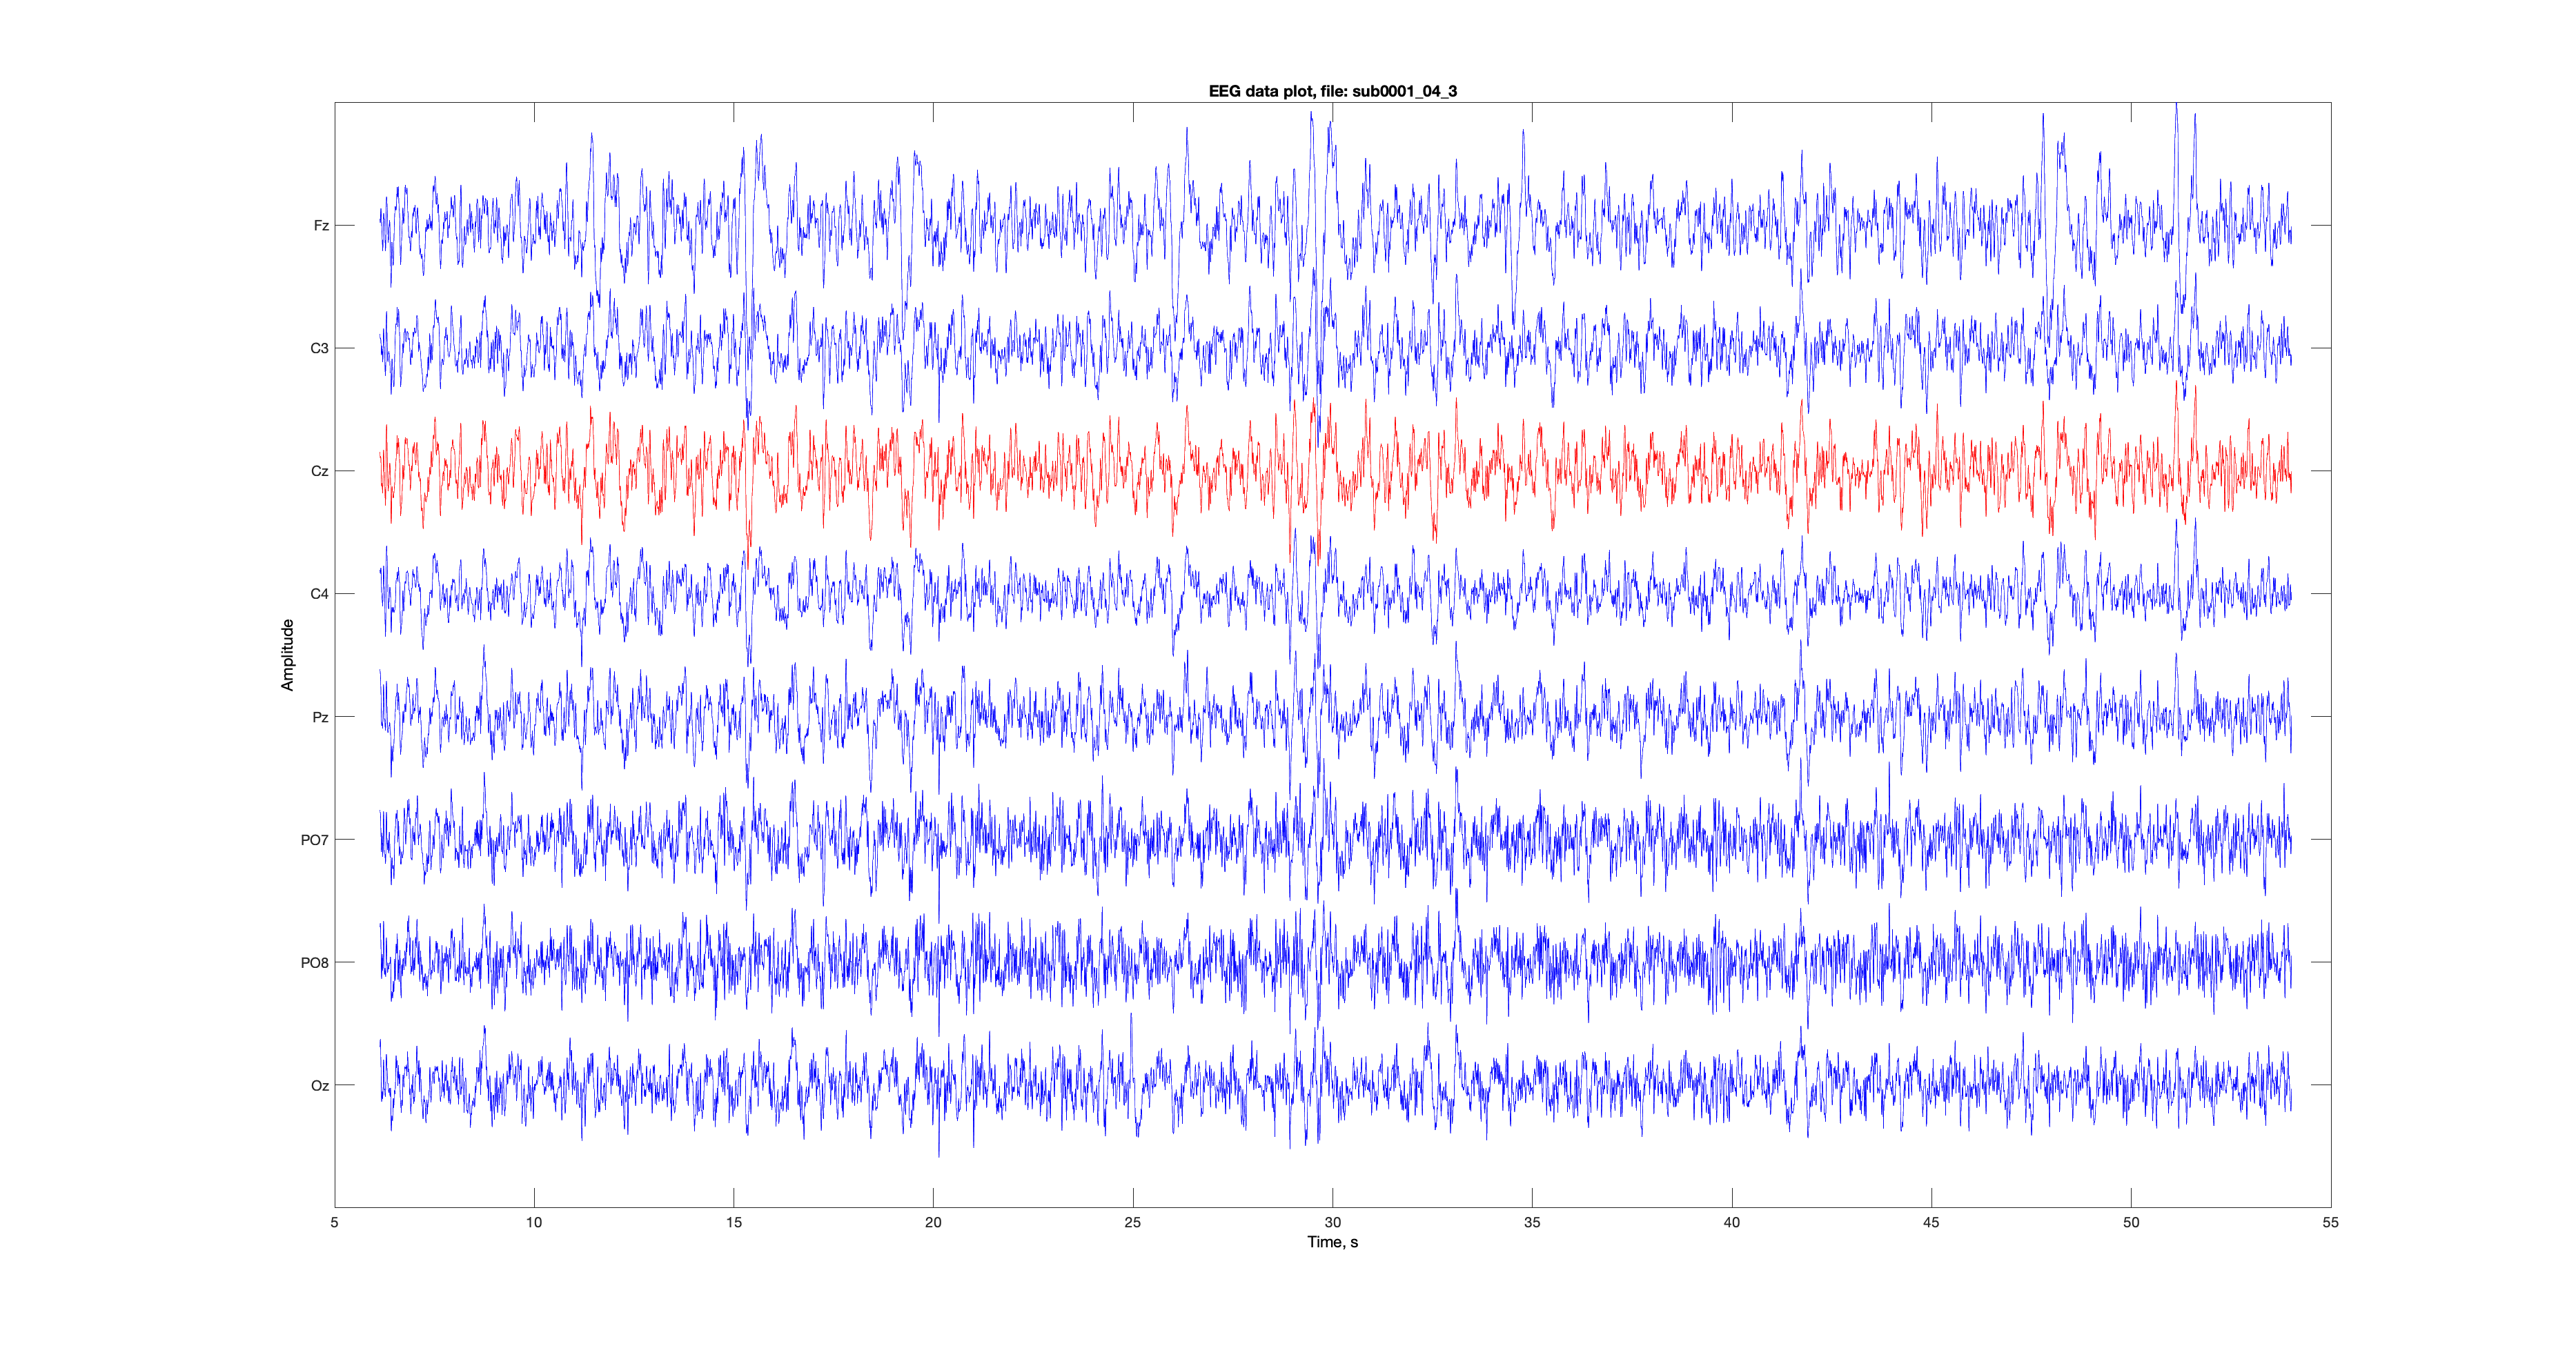 EEG data plot, file: sub0001_04_3
Fz
C3
Cz
C4
Pz
PO7
PO8
Oz
Amplitude
5 10 15 20 25 30 35 40 45 50 55
Time, s